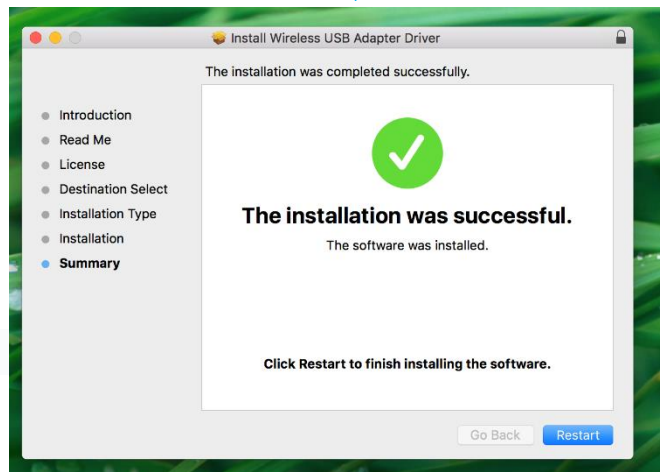 Install Wireless USB Adapter Driver
The installation was completed successfully.
Introduction
Read Me
License
Destination Select
Installation Type
Installation
Summary
The installation was successful.
The software was installed.
Click Restart to finish installing the software.
Go Back
Restart